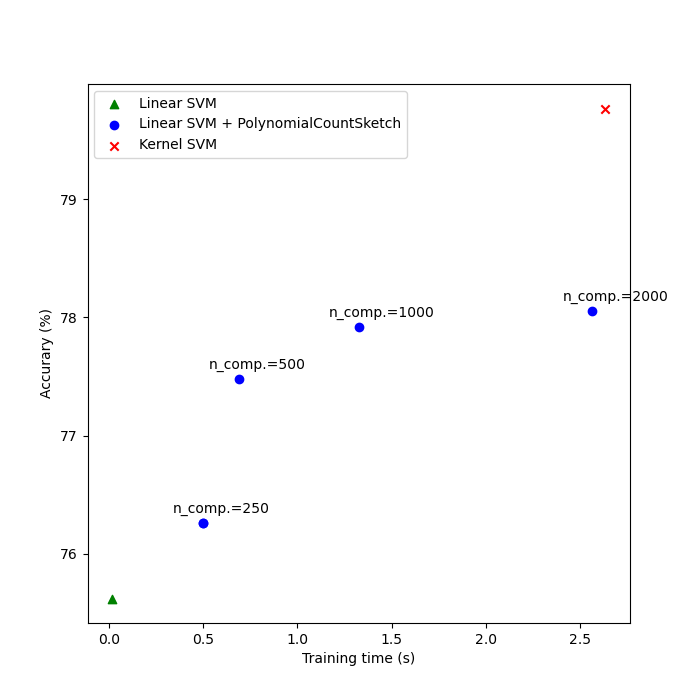 Linear SVM
Linear SVM + PolynomialCountSketch
Kernel SVM
79
n_comp.=2000
78
n_comp.=1000
n_comp.=500
77
n_comp.=250
76
Accurary (%)
0.0 0.5 1.0 1.5 2.0 2.5
Training time (s)